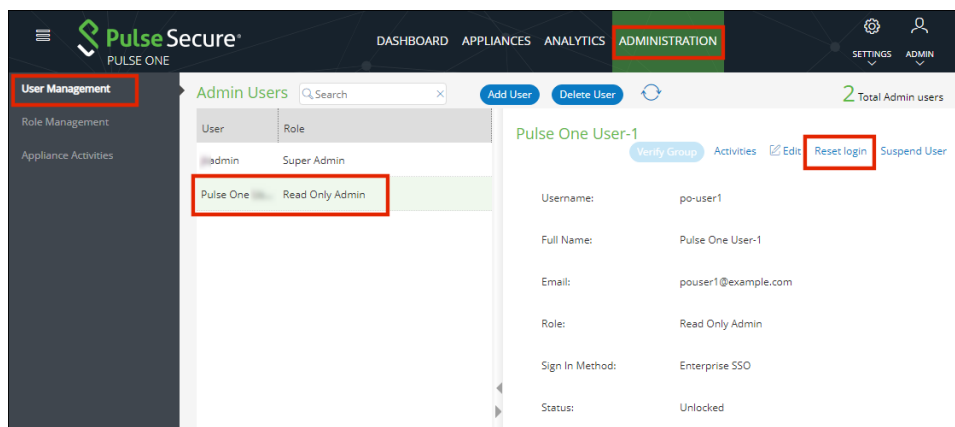 Pulse Secure®
PULSE ONE
DASHBOARD APPLIANCES ANALYTICS ADMINISTRATION
SETTINGS ADMIN
User Management
Role Management
Appliance Activities
Admin Users Search × Add User Delete User 2 Total Admin users
User Role
admin Super Admin
Pulse One ... Read Only Admin
Pulse One User-1
Verify Group Activities Edit Reset login Suspend User
Username: po-user1
Full Name: Pulse One User-1
Email: pouser1@example.com
Role: Read Only Admin
Sign In Method: Enterprise SSO
Status: Unlocked